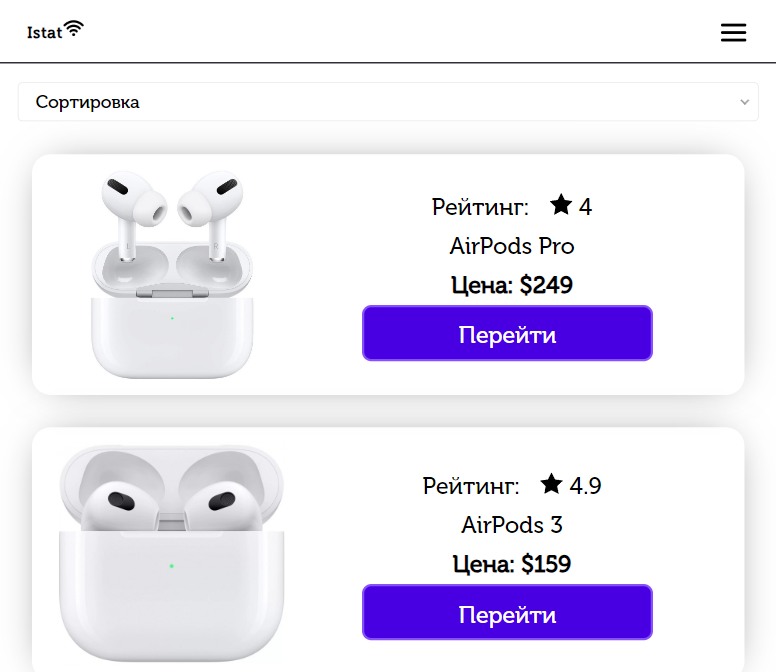 Istat
Сортировка
Рейтинг: 4
AirPods Pro
Цена: $249
Перейти
Рейтинг: 4.9
AirPods 3
Цена: $159
Перейти